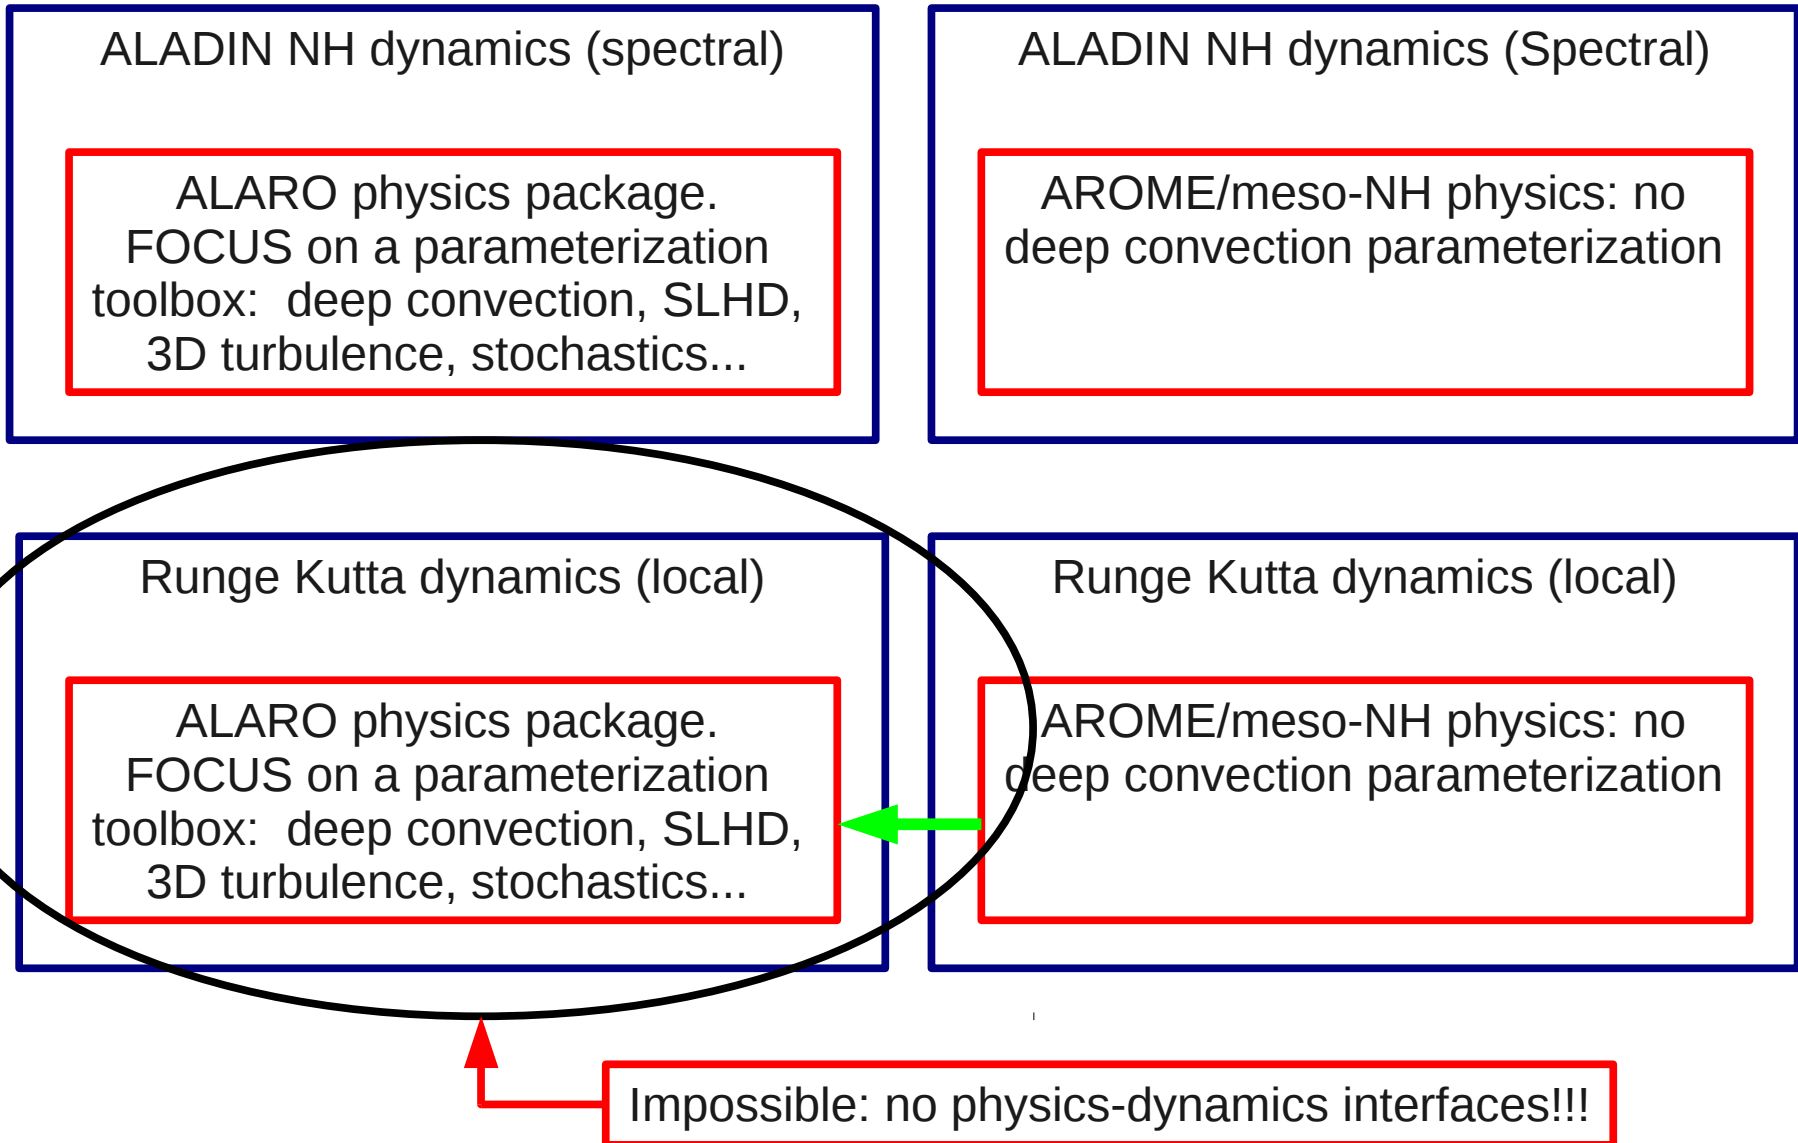 ALADIN NH dynamics (spectral)
ALARO physics package.
FOCUS on a parameterization
toolbox:  deep convection, SLHD,
3D turbulence, stochastics...
ALADIN NH dynamics (Spectral)
AROME/meso-NH physics: no
deep convection parameterization
Runge Kutta dynamics (local)
ALARO physics package.
FOCUS on a parameterization
toolbox:  deep convection, SLHD,
3D turbulence, stochastics...
Runge Kutta dynamics (local)
AROME/meso-NH physics: no
deep convection parameterization
Impossible: no physics-dynamics interfaces!!!